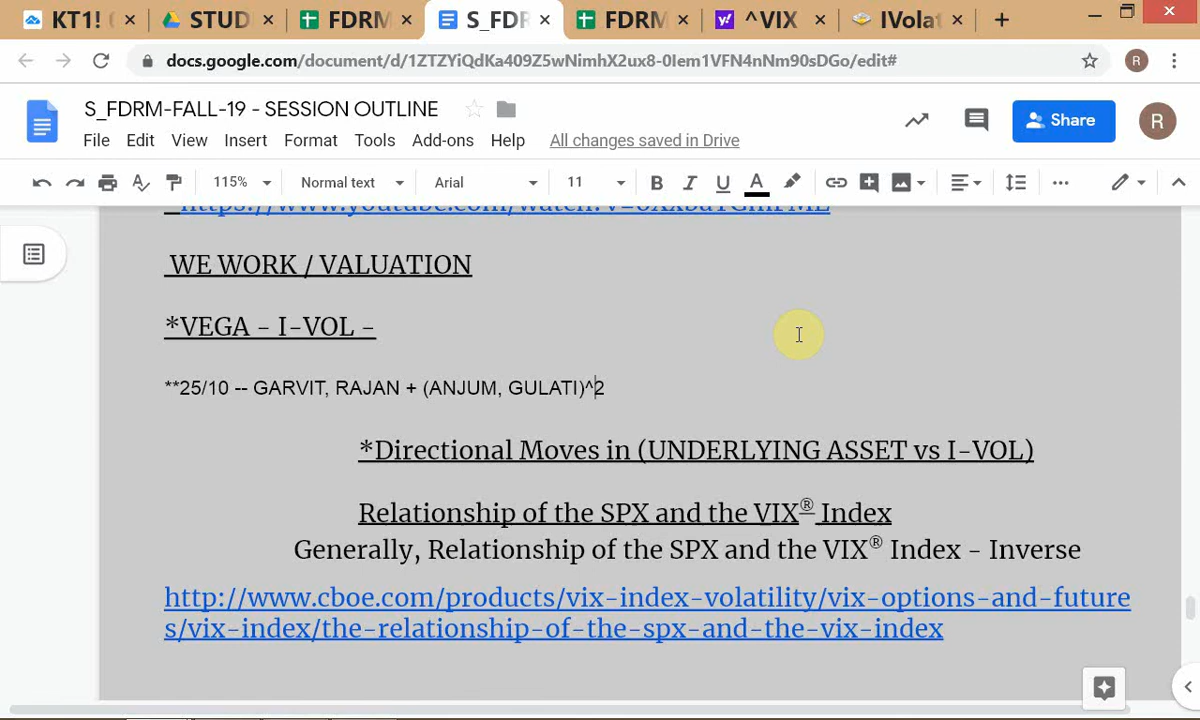 KT1! (
STUD
FDRM
S_FDR
FDRM
^VIX
IVolat
docs.google.com/document/d/1ZTZYiQdKa409Z5wNimhX2ux8-0Iem1VFN4nNm90sDGo/edit#
R
S_FDRM-FALL-19 - SESSION OUTLINE
File Edit View Insert Format Tools Add-ons Help All changes saved in Drive
Share
R
115% Normal text Arial 11 B I U A
WE WORK / VALUATION
*VEGA - I-VOL -
**25/10 -- GARVIT, RAJAN + (ANJUM, GULATI)^2
*Directional Moves in (UNDERLYING ASSET vs I-VOL)
Relationship of the SPX and the VIX® Index
Generally, Relationship of the SPX and the VIX® Index - Inverse
http://www.cboe.com/products/vix-index-volatility/vix-options-and-future
s/vix-index/the-relationship-of-the-spx-and-the-vix-index